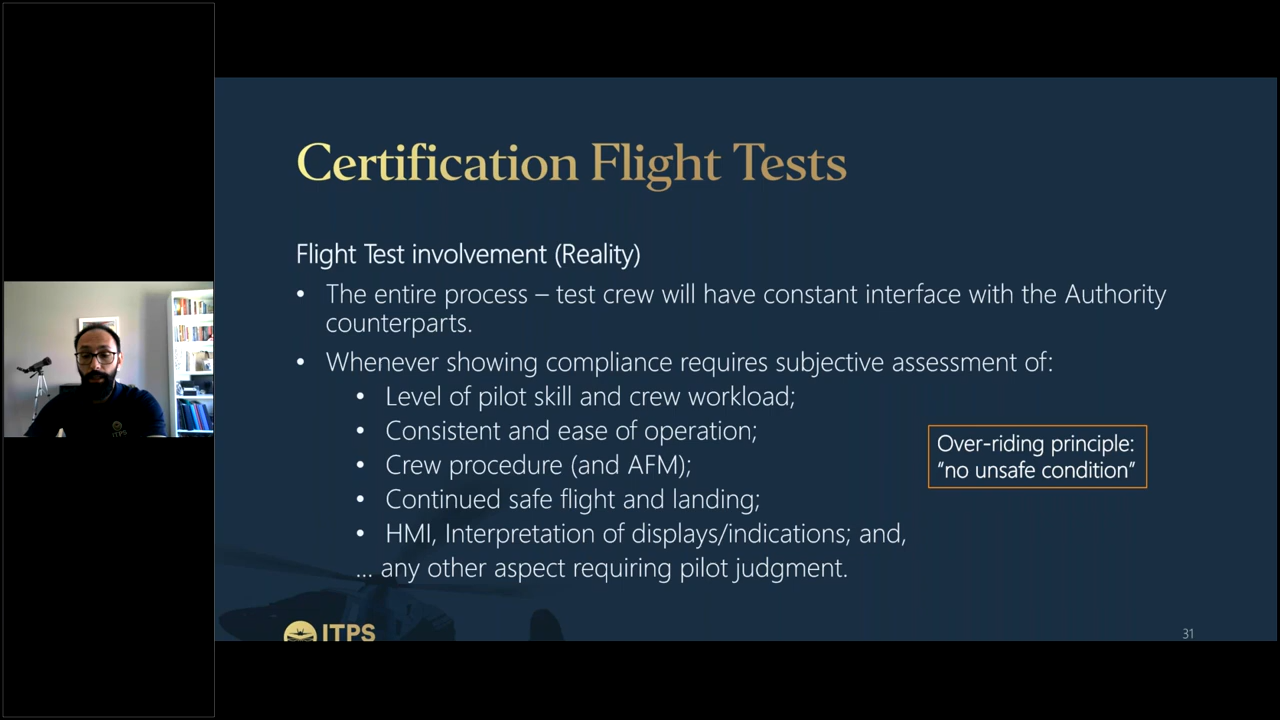 Certification Flight Tests
Flight Test involvement (Reality)
• The entire process – test crew will have constant interface with the Authority
counterparts.
• Whenever showing compliance requires subjective assessment of:
• Level of pilot skill and crew workload;
• Consistent and ease of operation;
• Crew procedure (and AFM);
• Continued safe flight and landing;
• HMI, Interpretation of displays/indications; and,
... any other aspect requiring pilot judgment.
Over-riding principle:
“no unsafe condition”
ITPS
31
ITPS